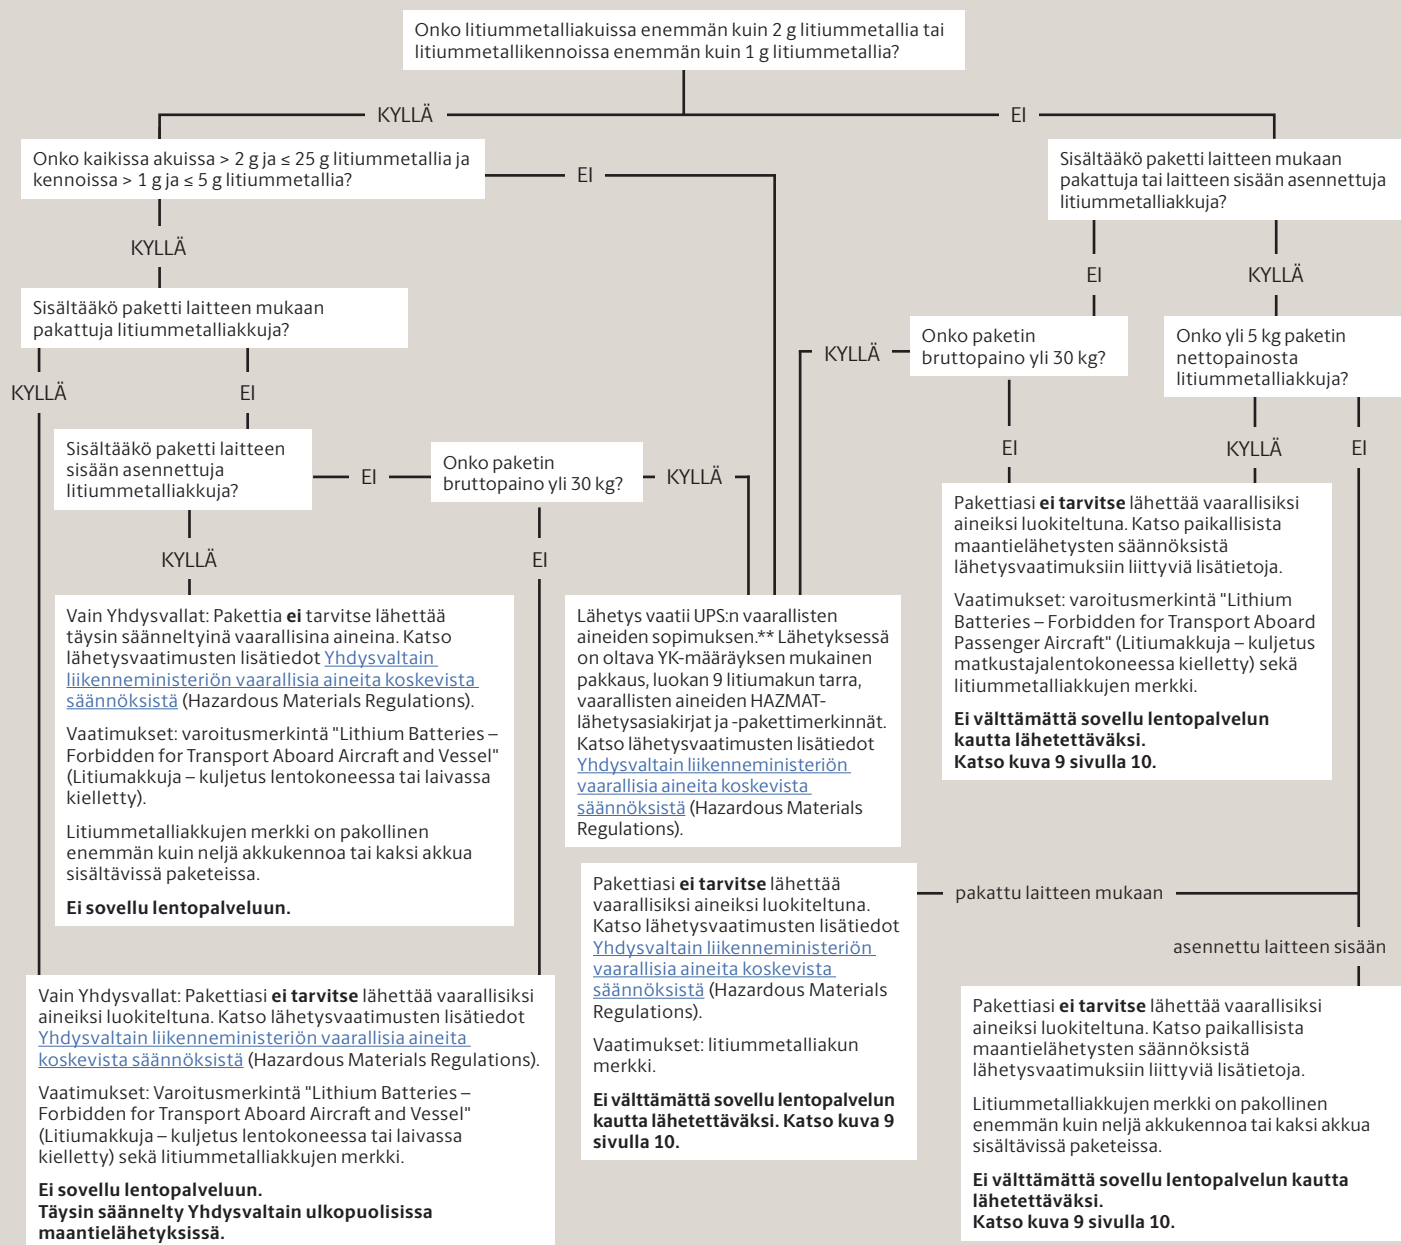 Onko litiummetalliakuissa enemmän kuin 2 g litiummetallia tai
litiummetallikennoissa enemmän kuin 1 g litiummetallia?
KYLLÄ
EI
Onko kaikissa akuissa > 2 g ja ≤ 25 g litiummetallia ja
kennoissa > 1 g ja ≤ 5 g litiummetallia?
EI
Sisältääkö paketti laitteen mukaan
pakattuja tai laitteen sisään asennettuja
litiummetalliakkuja?
KYLLÄ
EI
KYLLÄ
Sisältääkö paketti laitteen mukaan
pakattuja litiummetalliakkuja?
KYLLÄ
Onko paketin
bruttopaino yli 30 kg?
Onko yli 5 kg paketin
nettopainosta
litiummetalliakkuja?
KYLLÄ
EI
Sisältääkö paketti laitteen
sisään asennettuja
litiummetalliakkuja?
EI
Onko paketin
bruttopaino yli 30 kg?
KYLLÄ
EI
KYLLÄ
EI
KYLLÄ
EI
Pakettiasi ei tarvitse lähettää vaarallisiksi
aineiksi luokiteltuna. Katso paikallisista
maantielähetysten säännöksistä
lähetysvaatimuksiin liittyviä lisätietoja.
Vaatimukset: varoitusmerkintä "Lithium
Batteries – Forbidden for Transport Aboard
Passenger Aircraft" (Litiumakkuja – kuljetus
matkustajalentokoneessa kielletty) sekä
litiummetalliakkujen merkki.
Ei välttämättä sovellu lentopalvelun
kautta lähetettäväksi.
Katso kuva 9 sivulla 10.
Vain Yhdysvallat: Pakettia ei tarvitse lähettää
täysin säänneltyinä vaarallisina aineina. Katso
lähetysvaatimusten lisätiedot Yhdysvaltain
liikenneministeriön vaarallisia aineita koskevista
säännöksistä (Hazardous Materials Regulations).
Vaatimukset: varoitusmerkintä "Lithium Batteries –
Forbidden for Transport Aboard Aircraft and Vessel"
(Litiumakkuja – kuljetus lentokoneessa tai laivassa
kielletty).
Litiummetalliakkujen merkki on pakollinen
enemmän kuin neljä akkukennoa tai kaksi akkua
sisältävissä paketeissa.
Ei sovellu lentopalveluun.
Lähetys vaatii UPS:n vaarallisten
aineiden sopimuksen.** Lähetyksessä
on oltava YK-määräyksen mukainen
pakkaus, luokan 9 litiumakun tarra,
vaarallisten aineiden HAZMAT-
lähetysasiakirjat ja -pakettimerkinnät.
Katso lähetysvaatimusten lisätiedot
Yhdysvaltain liikenneministeriön
vaarallisia aineita koskevista
säännöksistä (Hazardous Materials
Regulations).
Pakettiasi ei tarvitse lähettää
vaarallisiksi aineiksi luokiteltuna.
Katso lähetysvaatimusten lisätiedot
Yhdysvaltain liikenneministeriön
vaarallisia aineita koskevista
säännöksistä (Hazardous Materials
Regulations).
Vaatimukset: litiummetalliakun
merkki.
Ei välttämättä sovellu lentopalvelun
kautta lähetettäväksi. Katso kuva 9
sivulla 10.
pakattu laitteen mukaan
asennettu laitteen sisään
Vain Yhdysvallat: Pakettiasi ei tarvitse lähettää vaarallisiksi
aineiksi luokiteltuna. Katso lähetysvaatimusten lisätiedot
Yhdysvaltain liikenneministeriön vaarallisia aineita
koskevista säännöksistä (Hazardous Materials Regulations).
Vaatimukset: Varoitusmerkintä "Lithium Batteries –
Forbidden for Transport Aboard Aircraft and Vessel"
(Litiumakkuja – kuljetus lentokoneessa tai laivassa
kielletty) sekä litiummetalliakkujen merkki.
Ei sovellu lentopalveluun.
Täysin säännelty Yhdysvaltain ulkopuolisissa
maantielähetyksissä.
Pakettiasi ei tarvitse lähettää vaarallisiksi
aineiksi luokiteltuna. Katso paikallisista
maantielähetysten säännöksistä
lähetysvaatimuksiin liittyviä lisätietoja.
Litiummetalliakkujen merkki on pakollinen
enemmän kuin neljä akkukennoa tai kaksi akkua
sisältävissä paketeissa.
Ei välttämättä sovellu lentopalvelun kautta
lähetettäväksi.
Katso kuva 9 sivulla 10.